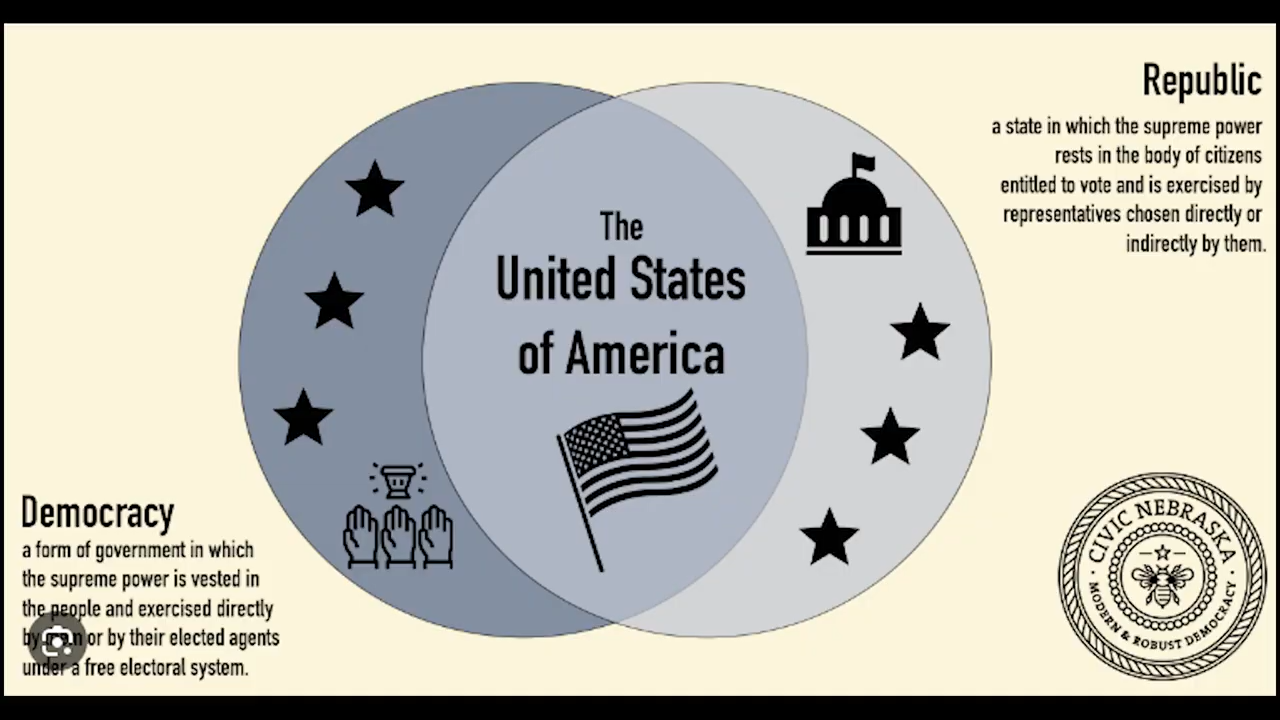 Republic
a state in which the supreme power
rests in the body of citizens
entitled to vote and is exercised by
representatives chosen directly or
indirectly by them.
The
United States
of America
Democracy
a form of government in which
the supreme power is vested in
the people and exercised directly
by them or by their elected agents
under a free electoral system.
CIVIC NEBRASKA
MODERN & ROBUST DEMOCRACY